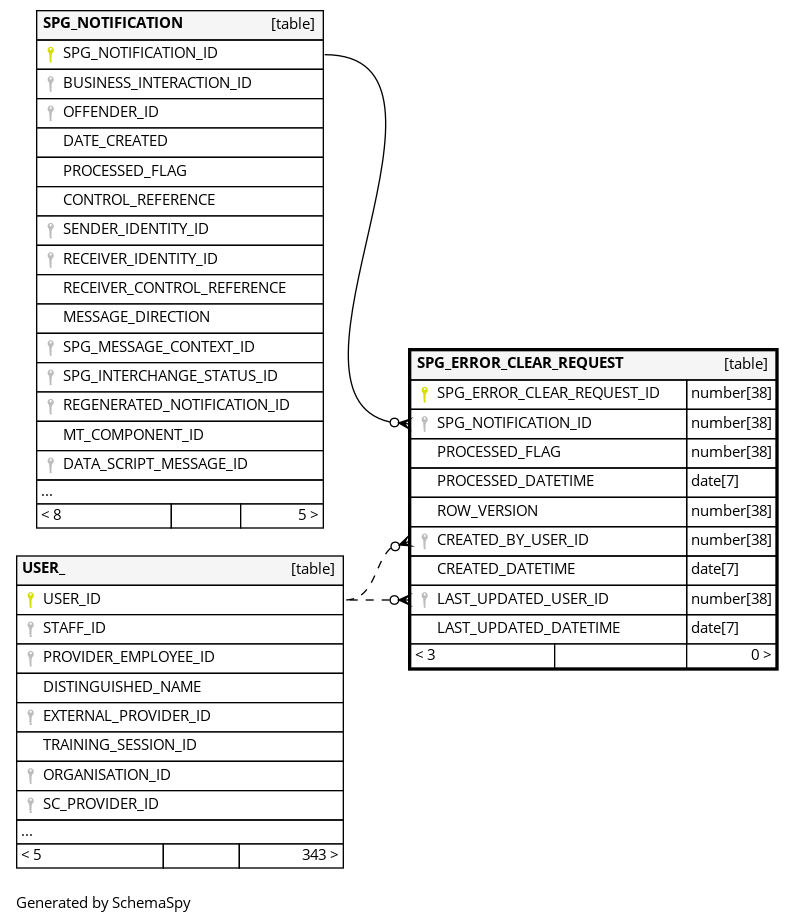 SPG_NOTIFICATION [table]
SPG_NOTIFICATION_ID
BUSINESS_INTERACTION_ID
OFFENDER_ID
DATE_CREATED
PROCESSED_FLAG
CONTROL_REFERENCE
SENDER_IDENTITY_ID
RECEIVER_IDENTITY_ID
RECEIVER_CONTROL_REFERENCE
MESSAGE_DIRECTION
SPG_MESSAGE_CONTEXT_ID
SPG_INTERCHANGE_STATUS_ID
REGENERATED_NOTIFICATION_ID
MT_COMPONENT_ID
DATA_SCRIPT_MESSAGE_ID
...
< 8 5 >
SPG_ERROR_CLEAR_REQUEST [table]
SPG_ERROR_CLEAR_REQUEST_ID number[38]
SPG_NOTIFICATION_ID number[38]
PROCESSED_FLAG number[38]
PROCESSED_DATETIME date[7]
ROW_VERSION number[38]
CREATED_BY_USER_ID number[38]
CREATED_DATETIME date[7]
LAST_UPDATED_USER_ID number[38]
LAST_UPDATED_DATETIME date[7]
< 3 0 >
USER_ [table]
USER_ID
STAFF_ID
PROVIDER_EMPLOYEE_ID
DISTINGUISHED_NAME
EXTERNAL_PROVIDER_ID
TRAINING_SESSION_ID
ORGANISATION_ID
SC_PROVIDER_ID
...
< 5 343 >
Generated by SchemaSpy